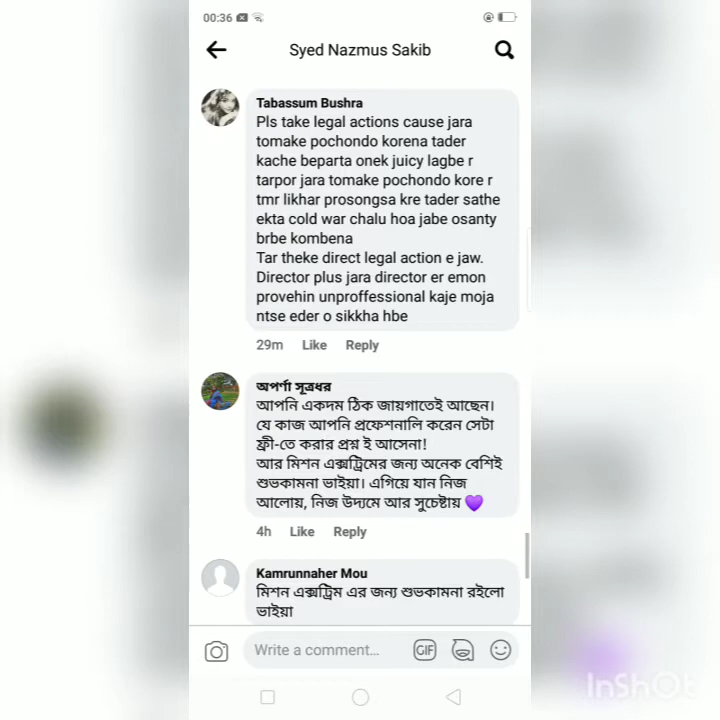 00:36
Syed Nazmus Sakib
Tabassum Bushra
Pls take legal actions cause jara
tomake pochondo korena tader
kache beparta onek juicy lagbe r
tarpor jara tomake pochondo kore r
tmr likhar prosongsa kre tader sathe
ekta cold war chalu hoa jabe osanty
brbe kombena
Tar theke direct legal action e jaw.
Director plus jara director er emon
provehin unproffessional kaje moja
ntse eder o sikkha hbe
29m Like Reply
অপর্ণা সূত্রধর
আপনি একদম ঠিক জায়গাতেই আছেন।
যে কাজ আপনি প্রফেশনালি করেন সেটা
ফ্রী-তে করার প্রশ্ন ই আসেনা!
আর মিশন এক্সট্রিমের জন্য অনেক বেশিই
শুভকামনা ভাইয়া। এগিয়ে যান নিজ
আলোয়, নিজ উদ্যমে আর সুচেষ্টায় 💜
4h Like Reply
Kamrunnaher Mou
মিশন এক্সট্রিম এর জন্য শুভকামনা রইলো
ভাইয়া
Write a comment... GIF
InShOt